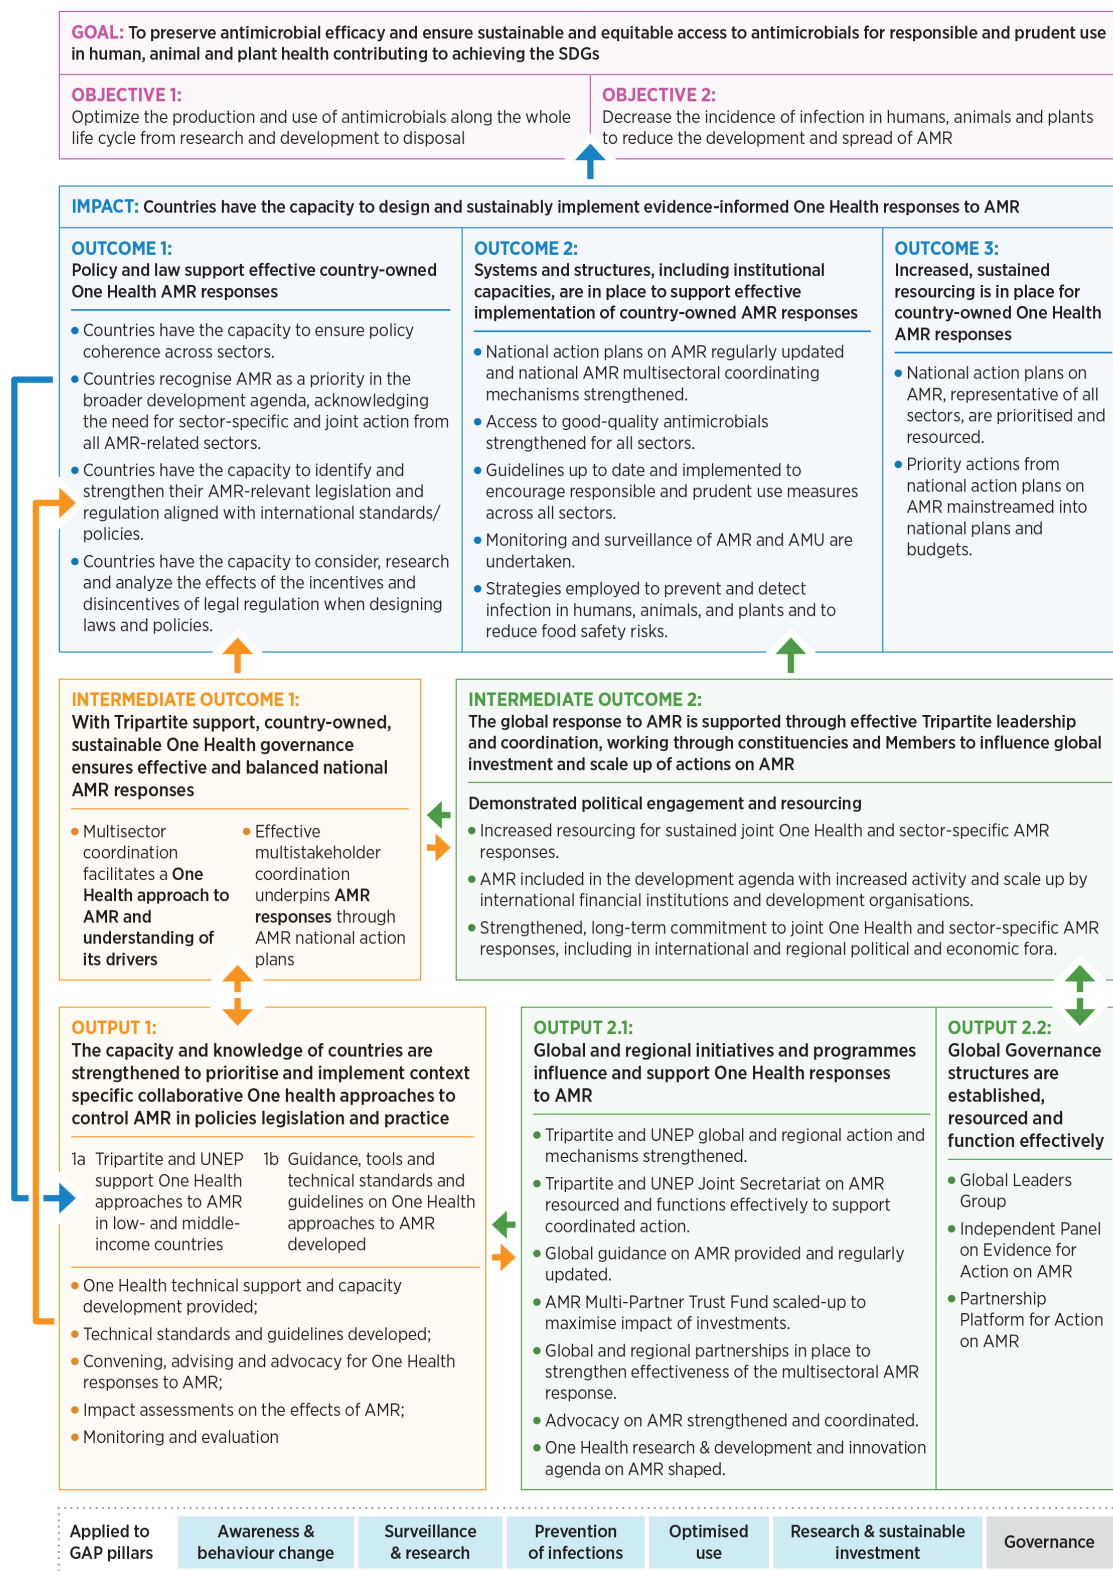 GOAL: To preserve antimicrobial efficacy and ensure sustainable and equitable access to antimicrobials for responsible and prudent use
in human, animal and plant health contributing to achieving the SDGs
OBJECTIVE 1:
Optimize the production and use of antimicrobials along the whole
life cycle from research and development to disposal
OBJECTIVE 2:
Decrease the incidence of infection in humans, animals and plants
to reduce the development and spread of AMR
IMPACT: Countries have the capacity to design and sustainably implement evidence-informed One Health responses to AMR
OUTCOME 1:
Policy and law support effective country-owned
One Health AMR responses
• Countries have the capacity to ensure policy
coherence across sectors.
• Countries recognise AMR as a priority in the
broader development agenda, acknowledging
the need for sector-specific and joint action from
all AMR-related sectors.
• Countries have the capacity to identify and
strengthen their AMR-relevant legislation and
regulation aligned with international standards/
policies.
• Countries have the capacity to consider, research
and analyze the effects of the incentives and
disincentives of legal regulation when designing
laws and policies.
OUTCOME 2:
Systems and structures, including institutional
capacities, are in place to support effective
implementation of country-owned AMR responses
• National action plans on AMR regularly updated
and national AMR multisectoral coordinating
mechanisms strengthened.
• Access to good-quality antimicrobials
strengthened for all sectors.
• Guidelines up to date and implemented to
encourage responsible and prudent use measures
across all sectors.
• Monitoring and surveillance of AMR and AMU are
undertaken.
• Strategies employed to prevent and detect
infection in humans, animals, and plants and to
reduce food safety risks.
OUTCOME 3:
Increased, sustained
resourcing is in place for
country-owned One Health
AMR responses
• National action plans on
AMR, representative of all
sectors, are prioritised and
resourced.
• Priority actions from
national action plans on
AMR mainstreamed into
national plans and
budgets.
INTERMEDIATE OUTCOME 1:
With Tripartite support, country-owned,
sustainable One Health governance
ensures effective and balanced national
AMR responses
• Multisector
coordination
facilitates a One
Health approach to
AMR and
understanding of
its drivers
• Effective
multistakeholder
coordination
underpins AMR
responses through
AMR national action
plans
INTERMEDIATE OUTCOME 2:
The global response to AMR is supported through effective Tripartite leadership
and coordination, working through constituencies and Members to influence global
investment and scale up of actions on AMR
Demonstrated political engagement and resourcing
• Increased resourcing for sustained joint One Health and sector-specific AMR
responses.
• AMR included in the development agenda with increased activity and scale up by
international financial institutions and development organisations.
• Strengthened, long-term commitment to joint One Health and sector-specific AMR
responses, including in international and regional political and economic fora.
OUTPUT 1:
The capacity and knowledge of countries are
strengthened to prioritise and implement context
specific collaborative One health approaches to
control AMR in policies legislation and practice
1a Tripartite and UNEP
support One Health
approaches to AMR
in low- and middle-
income countries
1b Guidance, tools and
technical standards and
guidelines on One Health
approaches to AMR
developed
• One Health technical support and capacity
development provided;
• Technical standards and guidelines developed;
• Convening, advising and advocacy for One Health
responses to AMR;
• Impact assessments on the effects of AMR;
• Monitoring and evaluation
OUTPUT 2.1:
Global and regional initiatives and programmes
influence and support One Health responses
to AMR
• Tripartite and UNEP global and regional action and
mechanisms strengthened.
• Tripartite and UNEP Joint Secretariat on AMR
resourced and functions effectively to support
coordinated action.
• Global guidance on AMR provided and regularly
updated.
• AMR Multi-Partner Trust Fund scaled-up to
maximise impact of investments.
• Global and regional partnerships in place to
strengthen effectiveness of the multisectoral AMR
response.
• Advocacy on AMR strengthened and coordinated.
• One Health research & development and innovation
agenda on AMR shaped.
OUTPUT 2.2:
Global Governance
structures are
established,
resourced and
function effectively
• Global Leaders
Group
• Independent Panel
on Evidence for
Action on AMR
• Partnership
Platform for Action
on AMR
Applied to
GAP pillars
Awareness &
behaviour change
Surveillance
& research
Prevention
of infections
Optimised
use
Research & sustainable
investment
Governance